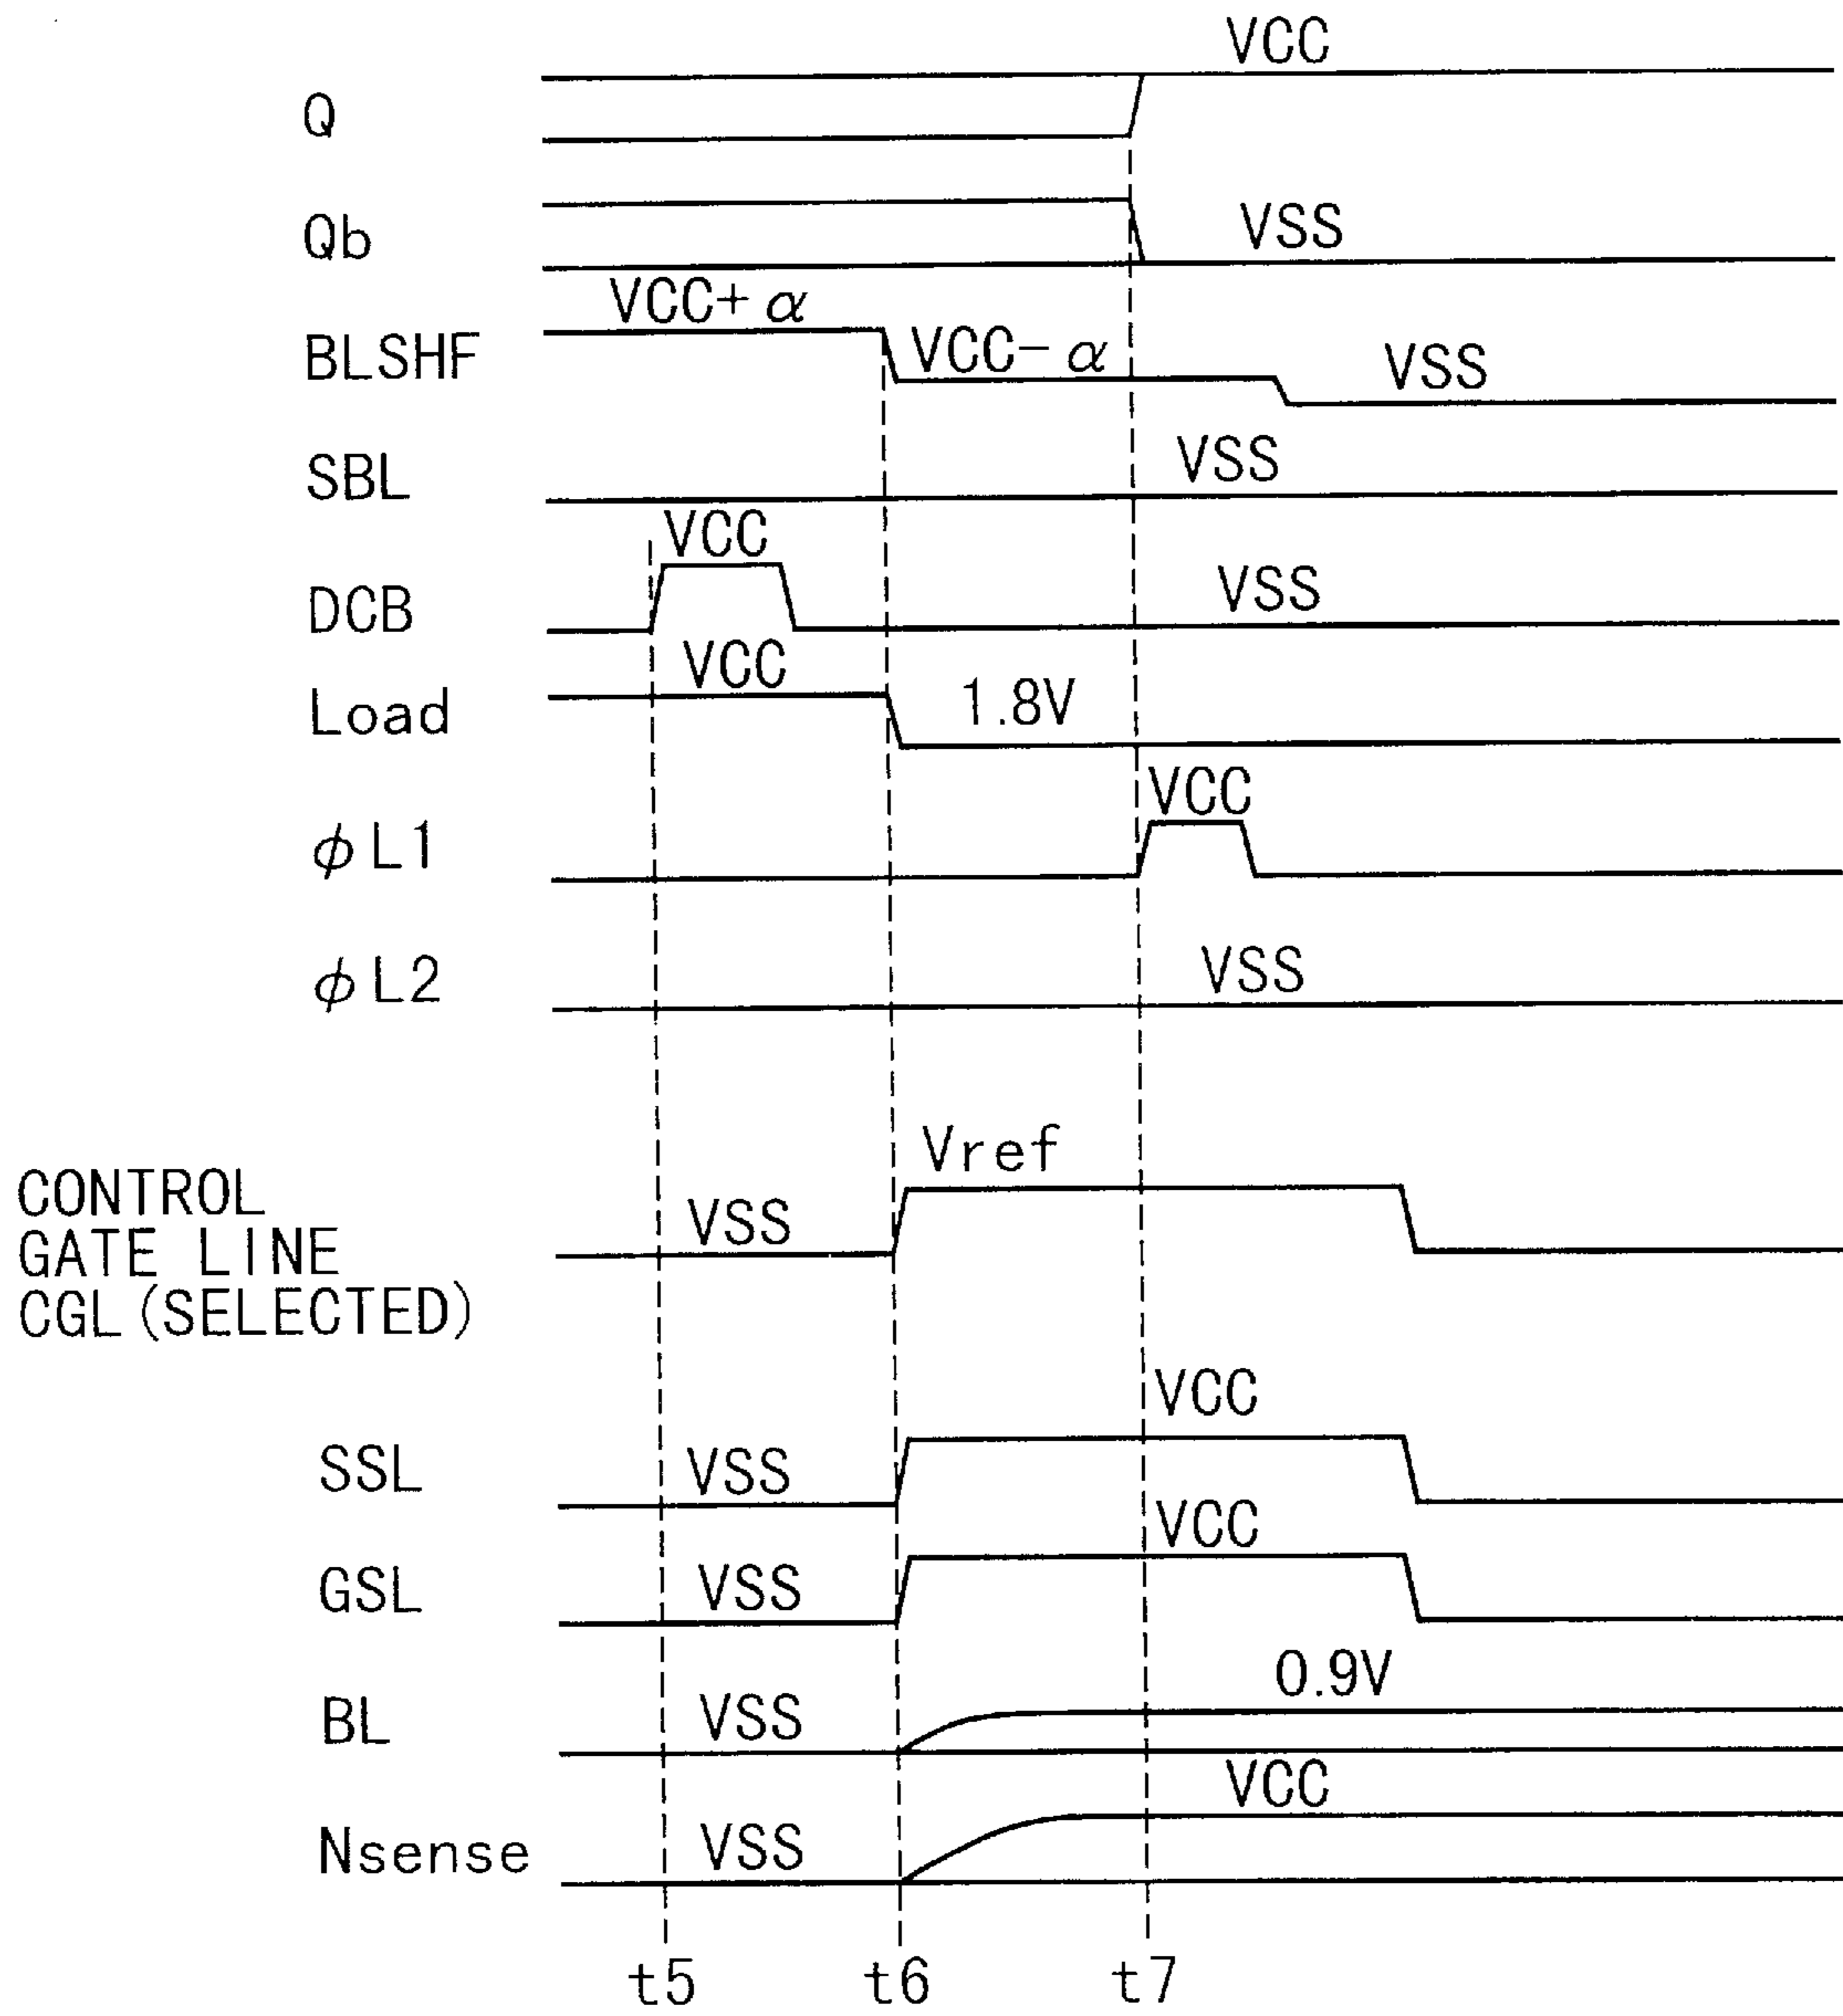 VCC
Q
Qb
VSS
VCC+α
BLSHF
VCC-α
VSS
SBL
VSS
VCC
DCB
VSS
VCC
Load
1.8V
VCC
φL1
φL2
VSS
Vref
CONTROL
GATE LINE
CGL(SELECTED)
VSS
VCC
SSL
VSS
VCC
GSL
VSS
0.9V
BL
VSS
VCC
Nsense
VSS
t5 t6 t7